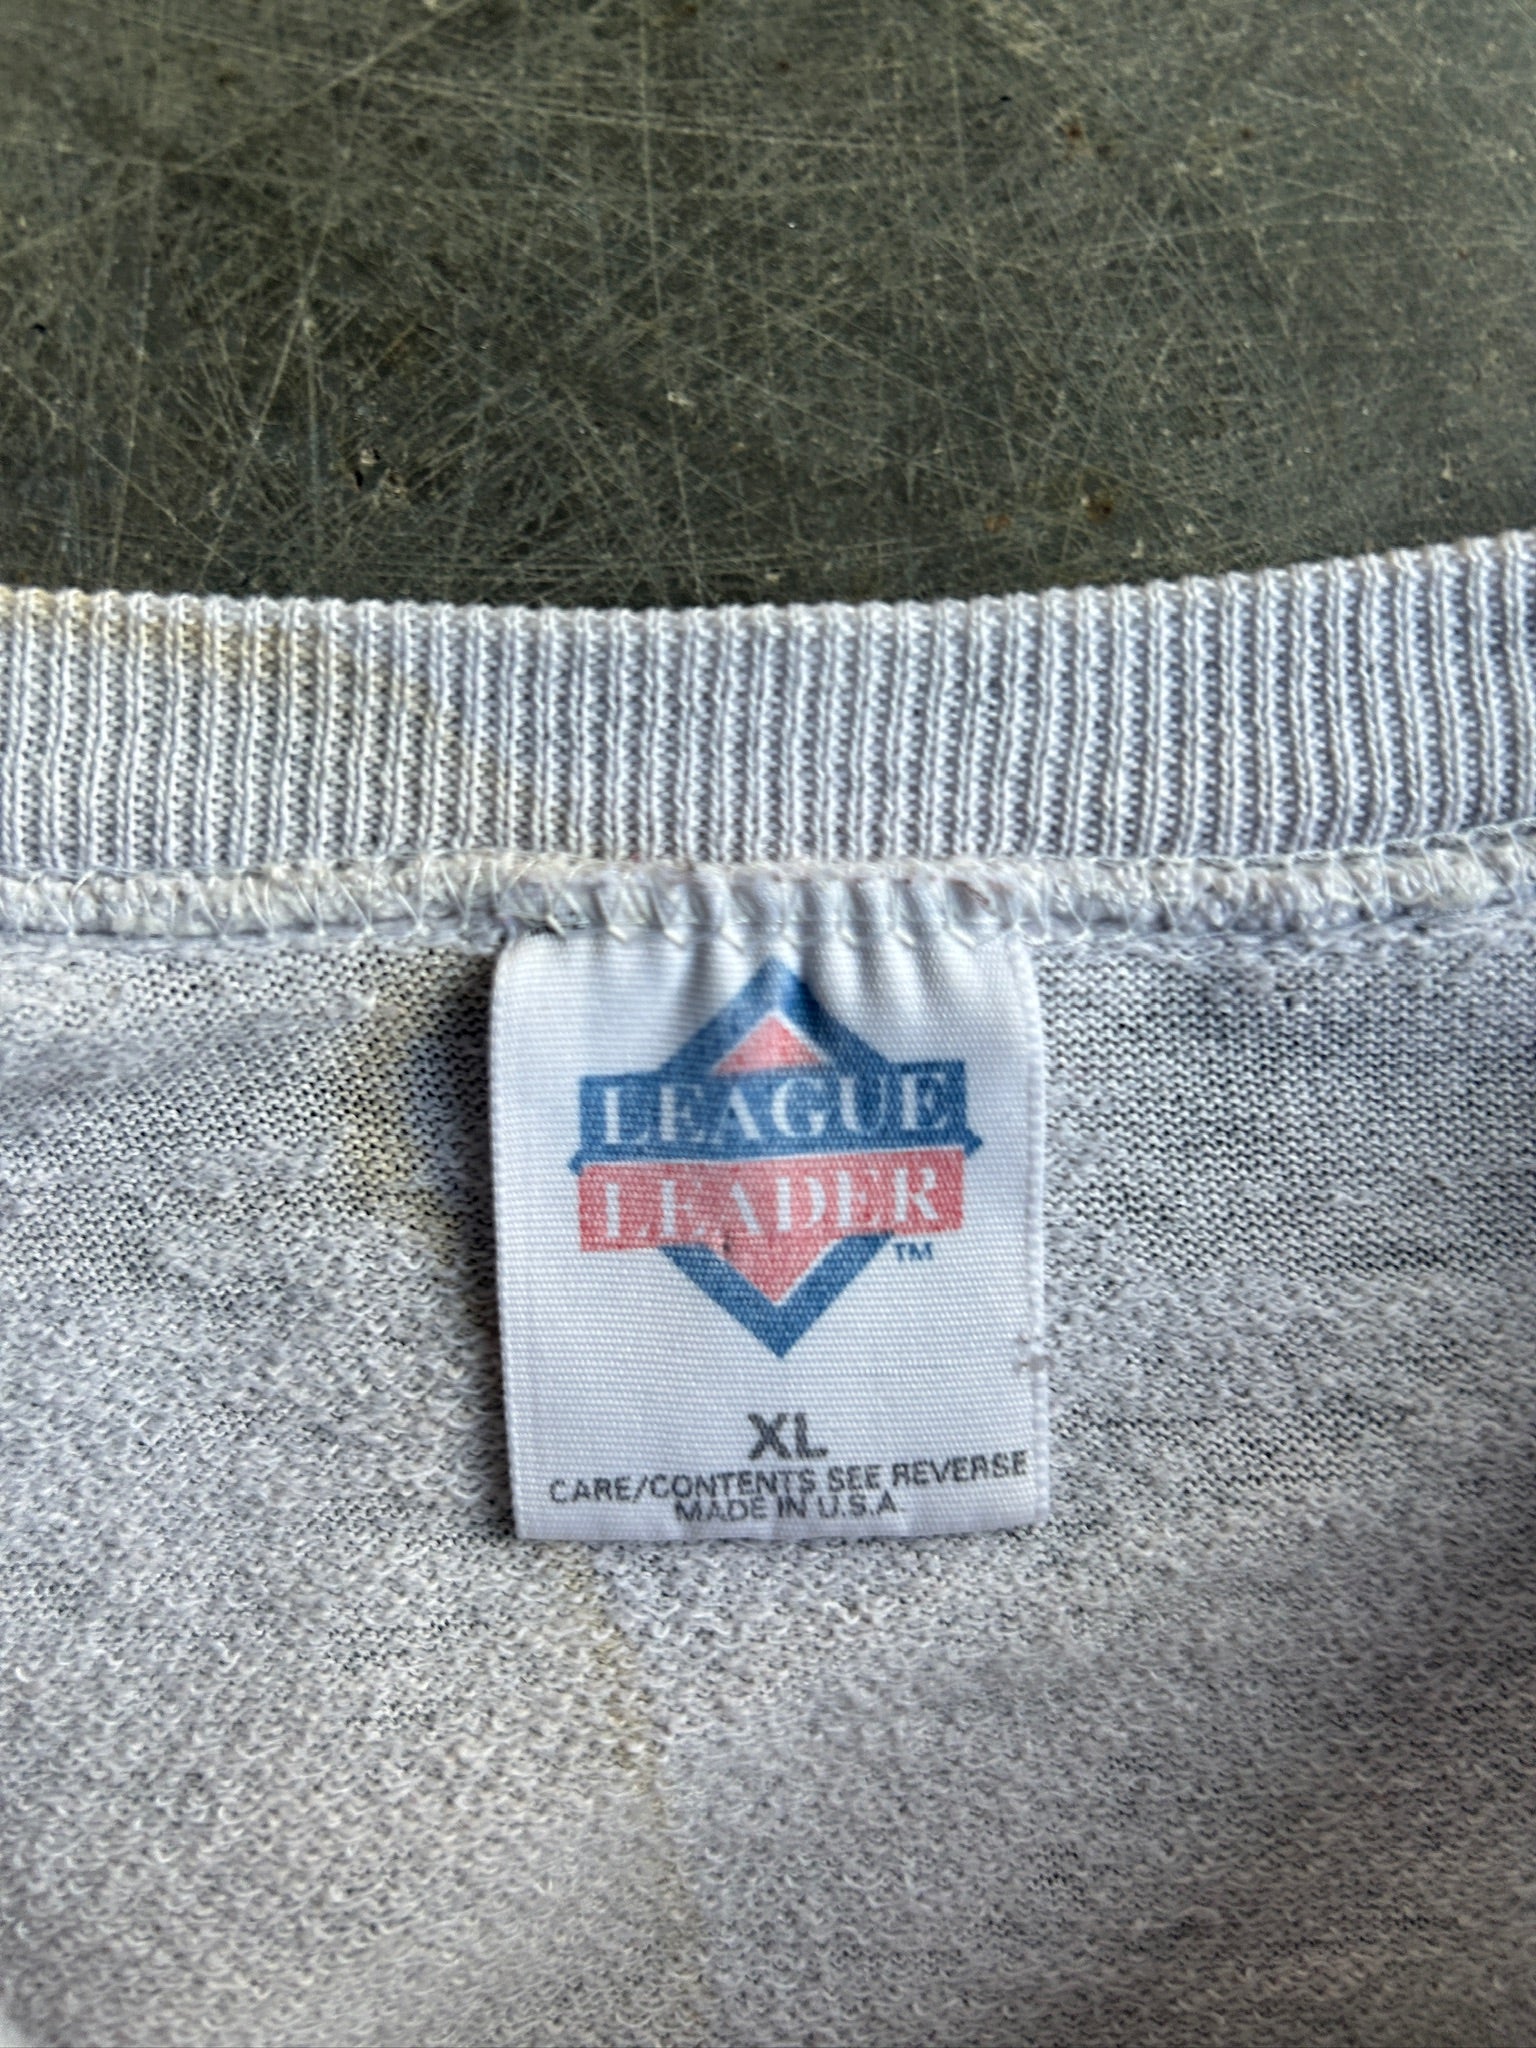 LEAGUE
LEADER
TM
XL
CARE/CONTENTS SEE REVERSE
MADE IN U.S.A